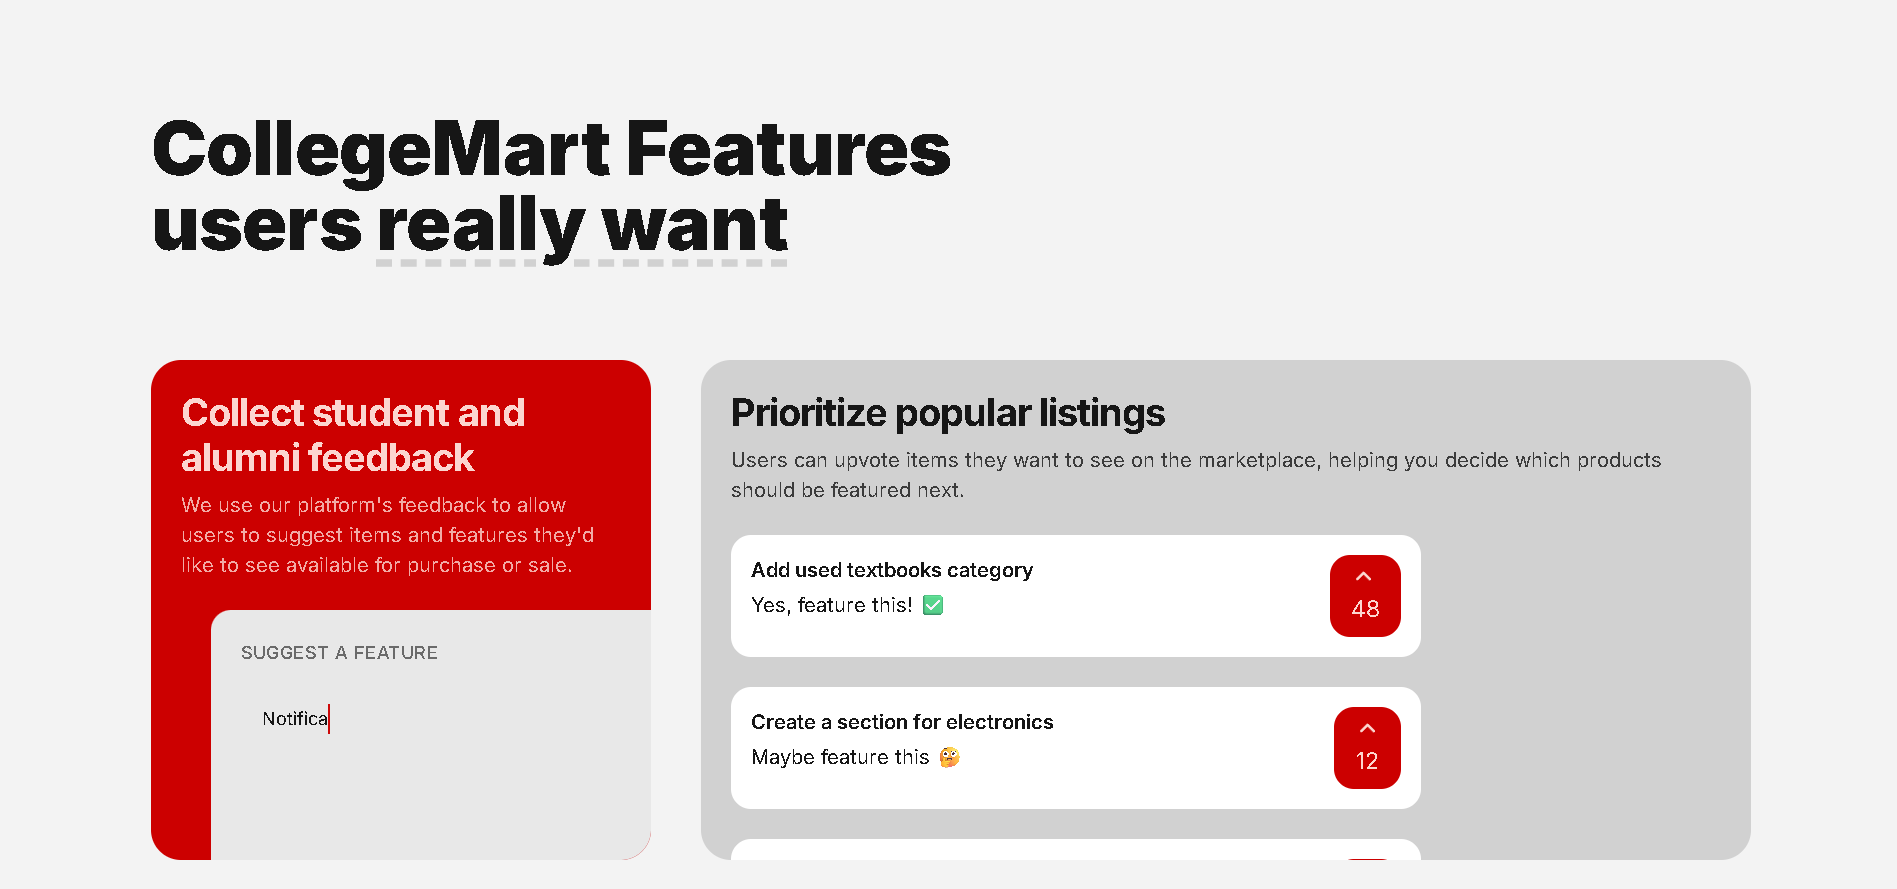 CollegeMart Features
users really want
Collect student and
alumni feedback
We use our platform's feedback to allow
users to suggest items and features they'd
like to see available for purchase or sale.
SUGGEST A FEATURE
Notifica
Prioritize popular listings
Users can upvote items they want to see on the marketplace, helping you decide which products
should be featured next.
Add used textbooks category
Yes, feature this! ✅
48
Create a section for electronics
Maybe feature this 🤔
12